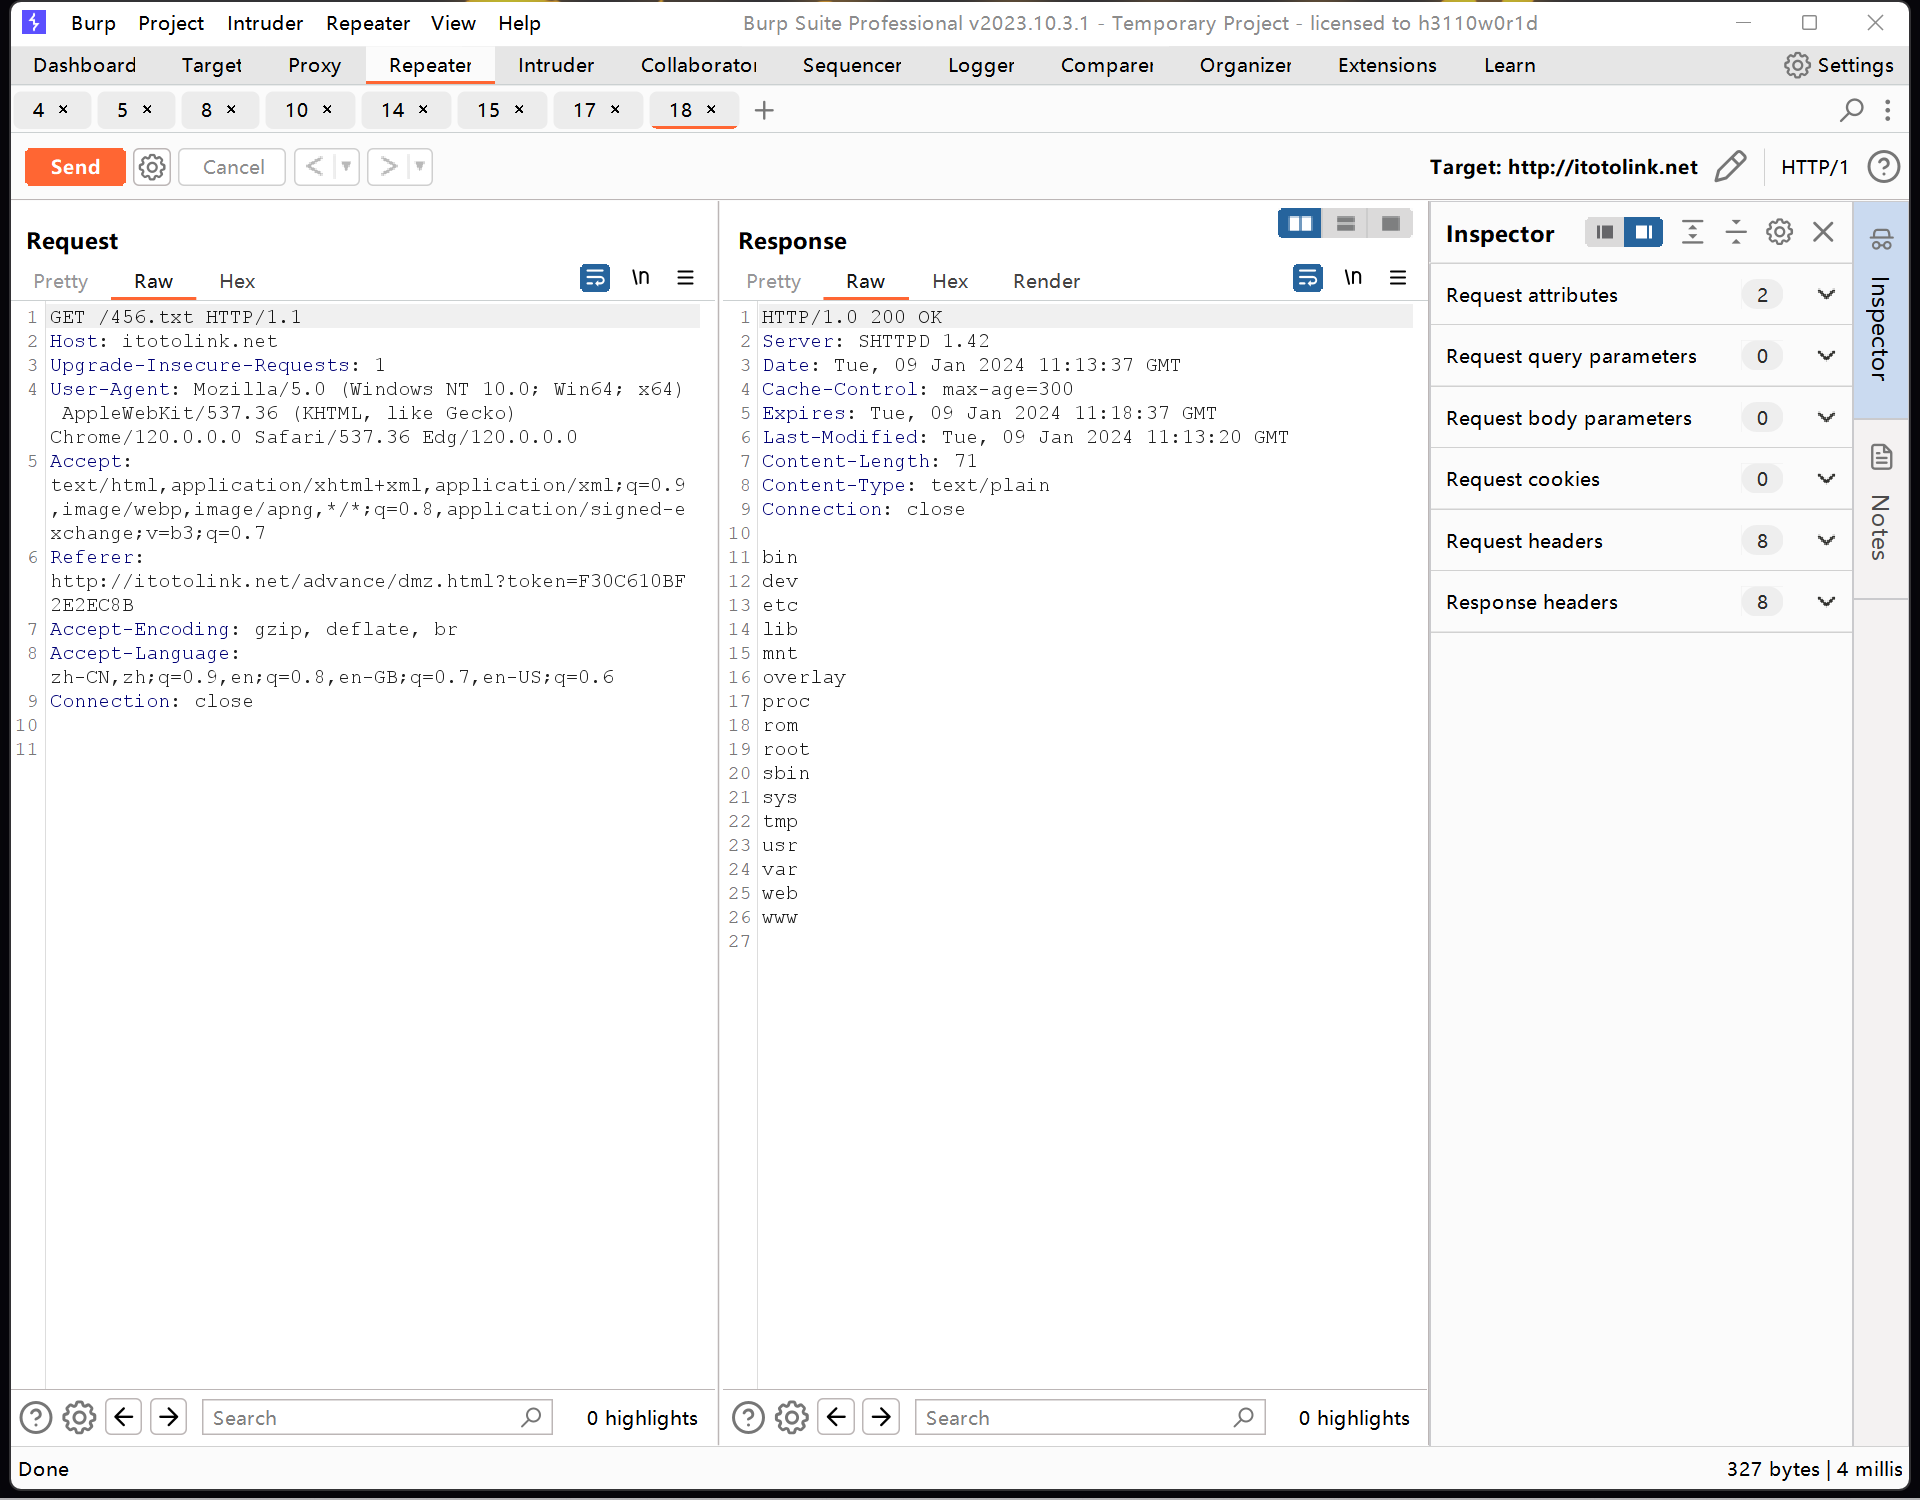 Burp Project Intruder Repeater View Help Burp Suite Professional v2023.10.3.1 - Temporary Project - licensed to h3110w0r1d
Dashboard Target Proxy Repeater Intruder Collaborator Sequencer Logger Comparer Organizer Extensions Learn Settings
4 × 5 × 8 × 10 × 14 × 15 × 17 × 18 × +
Send Cancel < > Target: http://itotolink.net HTTP/1 ?
Request
Pretty Raw Hex \n
1 GET /456.txt HTTP/1.1
2 Host: itotolink.net
3 Upgrade-Insecure-Requests: 1
4 User-Agent: Mozilla/5.0 (Windows NT 10.0; Win64; x64)
AppleWebKit/537.36 (KHTML, like Gecko)
Chrome/120.0.0.0 Safari/537.36 Edg/120.0.0.0
5 Accept:
text/html,application/xhtml+xml,application/xml;q=0.9
,image/webp,image/apng,*/*;q=0.8,application/signed-e
xchange;v=b3;q=0.7
6 Referer:
http://itotolink.net/advance/dmz.html?token=F30C610BF
2E2EC8B
7 Accept-Encoding: gzip, deflate, br
8 Accept-Language:
zh-CN,zh;q=0.9,en;q=0.8,en-GB;q=0.7,en-US;q=0.6
9 Connection: close
10
11
? Search 0 highlights
Response
Pretty Raw Hex Render \n
1 HTTP/1.0 200 OK
2 Server: SHTTPD 1.42
3 Date: Tue, 09 Jan 2024 11:13:37 GMT
4 Cache-Control: max-age=300
5 Expires: Tue, 09 Jan 2024 11:18:37 GMT
6 Last-Modified: Tue, 09 Jan 2024 11:13:20 GMT
7 Content-Length: 71
8 Content-Type: text/plain
9 Connection: close
10
11 bin
12 dev
13 etc
14 lib
15 mnt
16 overlay
17 proc
18 rom
19 root
20 sbin
21 sys
22 tmp
23 usr
24 var
25 web
26 www
27
? Search 0 highlights
Inspector
Request attributes 2
Request query parameters 0
Request body parameters 0
Request cookies 0
Request headers 8
Response headers 8
Inspector
Notes
Done 327 bytes | 4 millis